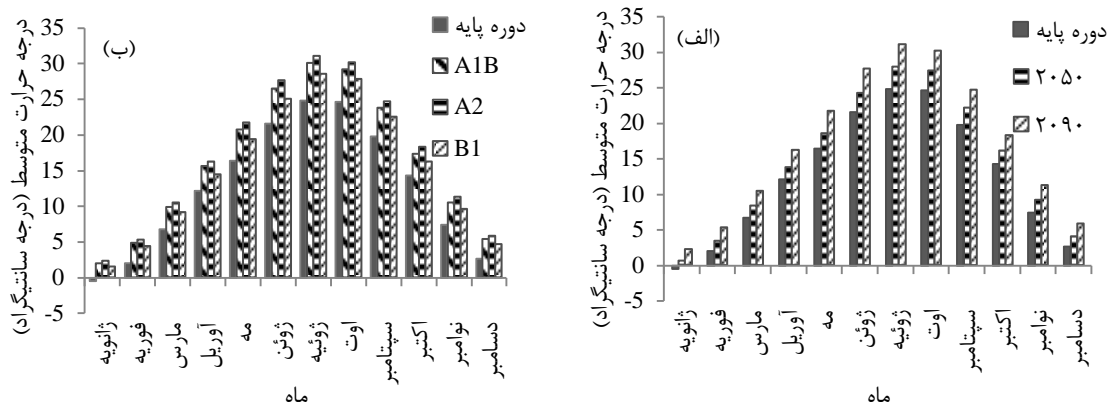 (الف)
درجه حرارت متوسط (درجه سانتیگراد)
35
30
25
20
15
10
5
0
-5
دوره پایه
۲۰۵۰
۲۰۹۰
ژانویه
فوریه
مارس
آوریل
مه
ژوئن
ژوئیه
اوت
سپتامبر
اکتبر
نوامبر
دسامبر
ماه
(ب)
درجه حرارت متوسط (درجه سانتیگراد)
35
30
25
20
15
10
5
0
-5
دوره پایه
A1B
A2
B1
ژانویه
فوریه
مارس
آوریل
مه
ژوئن
ژوئیه
اوت
سپتامبر
اکتبر
نوامبر
دسامبر
ماه